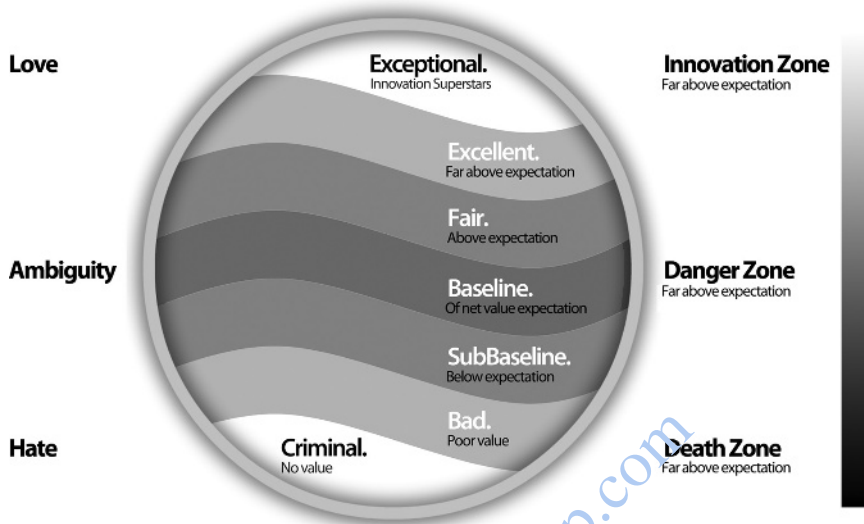 Love
Exceptional.
Innovation Superstars
Innovation Zone
Far above expectation
Excellent.
Far above expectation
Fair.
Above expectation
Ambiguity
Baseline.
Of net value expectation
Danger Zone
Far above expectation
SubBaseline.
Below expectation
Bad.
Poor value
Hate
Criminal.
No value
Death Zone
Far above expectation
p.com